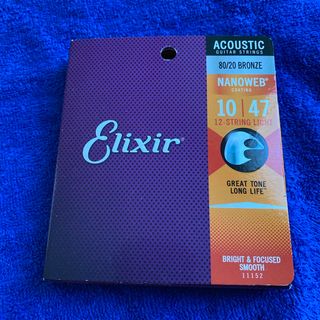 ACOUSTIC
GUITAR STRINGS
80/20 BRONZE
NANOWEB®
COATING
10 | 47
12-STRING LIGHT
Elixir
GREAT TONE
LONG LIFE™
BRIGHT & FOCUSED
SMOOTH
11152